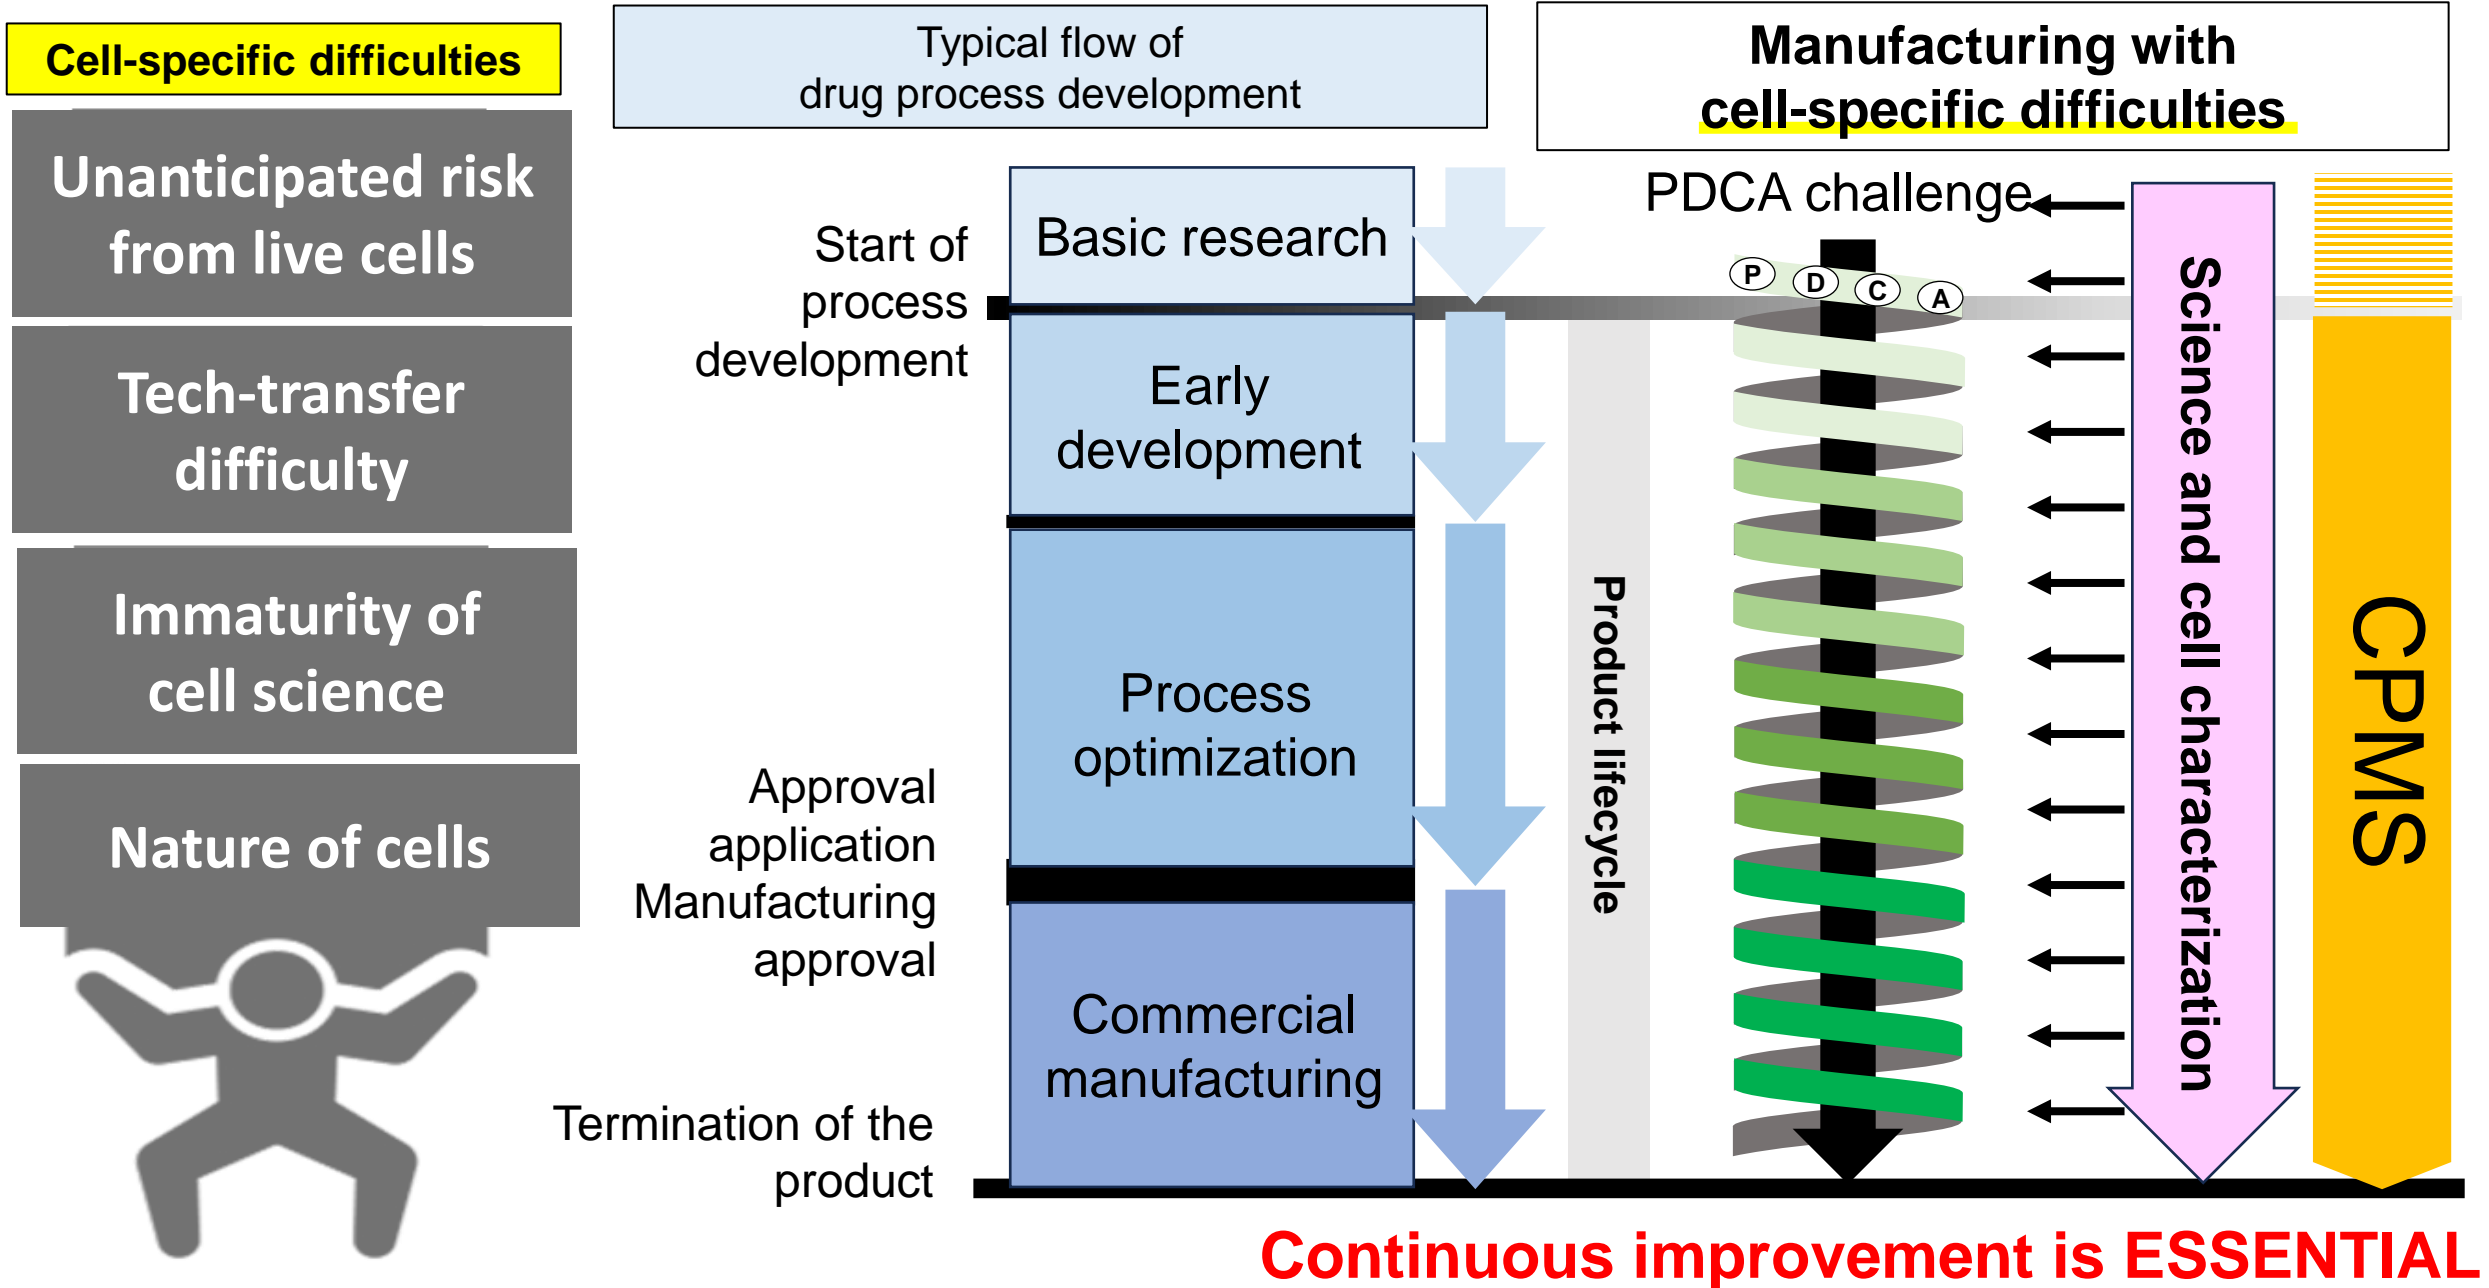 Cell-specific difficulties
Unanticipated risk
from live cells
Tech-transfer
difficulty
Immaturity of
cell science
Nature of cells
Typical flow of
drug process development
Start of
process
development
Approval
application
Manufacturing
approval
Termination of the
product
Basic research
Early
development
Process
optimization
Commercial
manufacturing
Product lifecycle
Manufacturing with
cell-specific difficulties
PDCA challenge
P D C A
Science and cell characterization
CPMS
Continuous improvement is ESSENTIAL